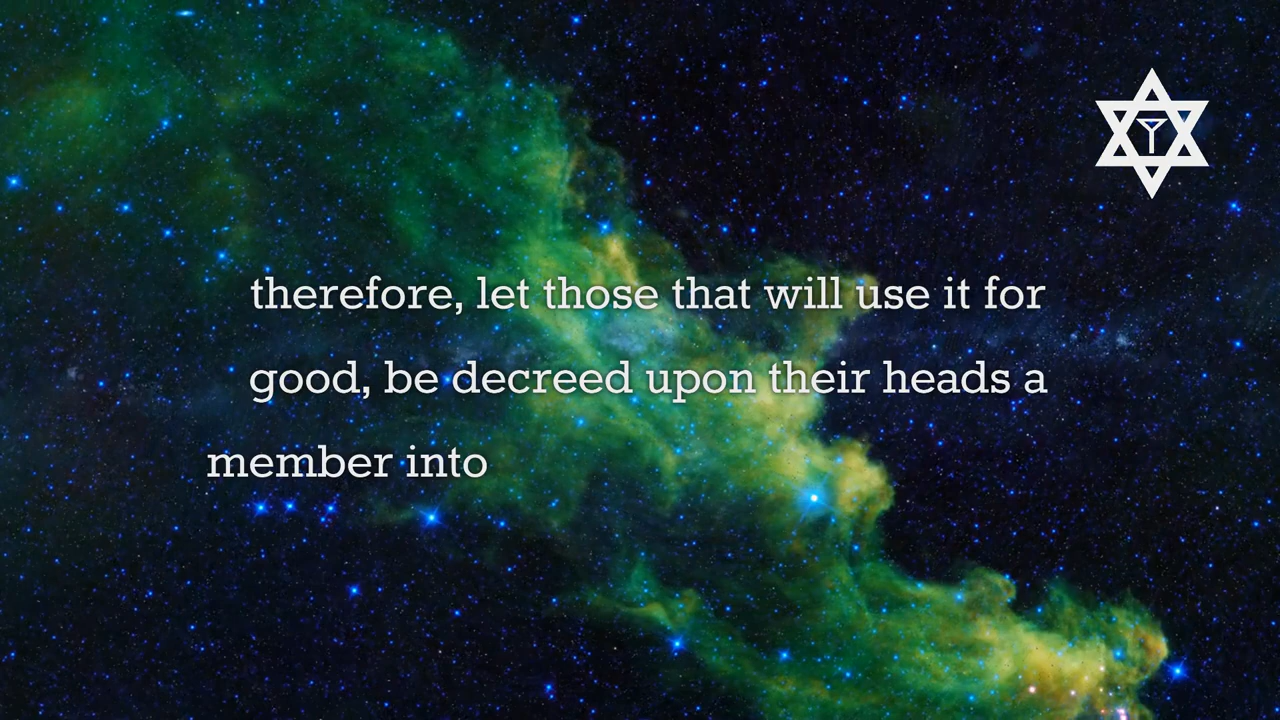 therefore, let those that will use it for
good, be decreed upon their heads a
member into